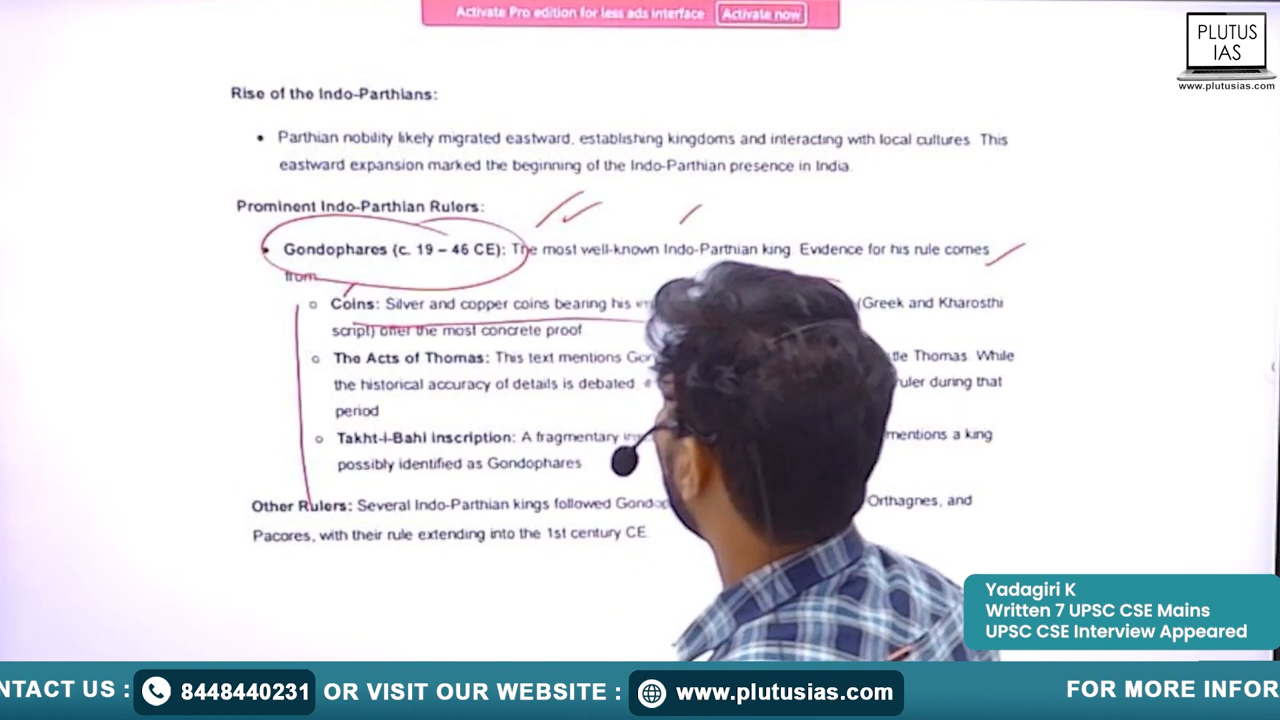 Activate Pro edition for less ads interface Activate now
PLUTUS
IAS
www.plutusias.com
Rise of the Indo-Parthians:
• Parthian nobility likely migrated eastward, establishing kingdoms and interacting with local cultures. This
eastward expansion marked the beginning of the Indo-Parthian presence in India.
Prominent Indo-Parthian Rulers:
• Gondophares (c. 19 – 46 CE): The most well-known Indo-Parthian king. Evidence for his rule comes
from
o Coins: Silver and copper coins bearing his (Greek and Kharosthi
script) offer the most concrete proof
o The Acts of Thomas: This text mentions Thomas. While
the historical accuracy of details is debated, during that
period
o Takht-i-Bahi inscription: A fragmentary mentions a king
possibly identified as Gondophares
Other Rulers: Several Indo-Parthian kings followed Orthagnes, and
Pacores, with their rule extending into the 1st century CE.
Yadagiri K
Written 7 UPSC CSE Mains
UPSC CSE Interview Appeared
NTACT US : 8448440231 OR VISIT OUR WEBSITE : www.plutusias.com FOR MORE INFOR